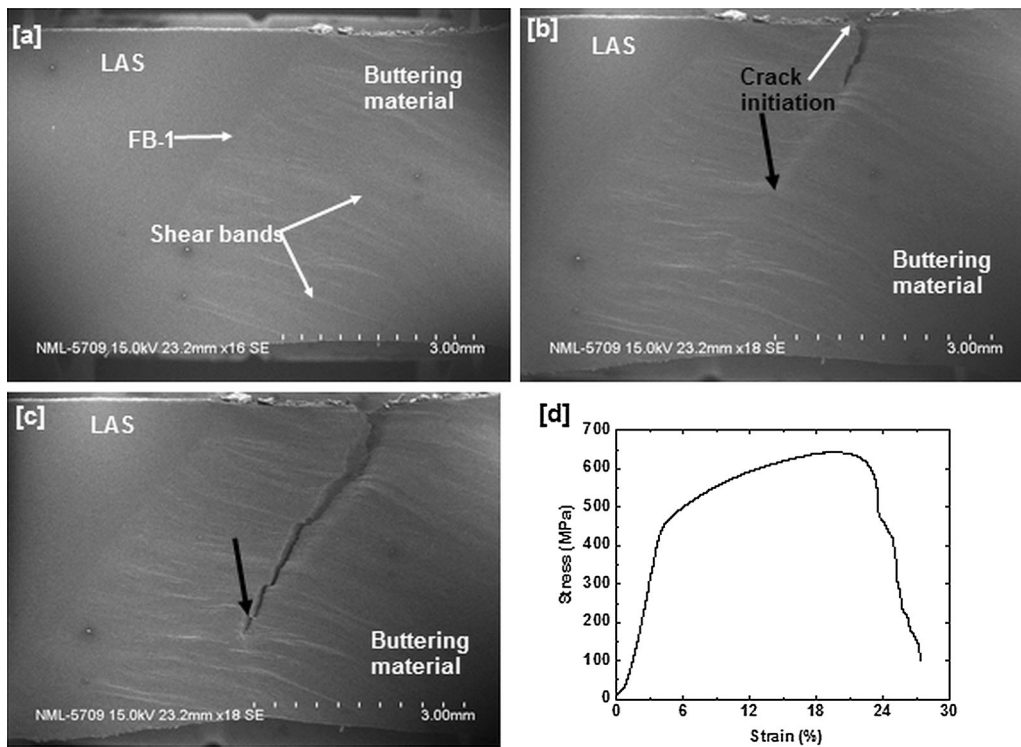 [a]
LAS
Buttering
material
FB-1
Shear bands
NML-5709 15.0kV 23.2mm x16 SE
3.00mm
[b]
LAS
Crack
initiation
Buttering
material
NML-5709 15.0kV 23.2mm x18 SE
3.00mm
[c]
LAS
Buttering
material
NML-5709 15.0kV 23.2mm x18 SE
3.00mm
[d]
700
600
500
400
300
200
100
0
Stress (MPa)
0 6 12 18 24 30
Strain (%)